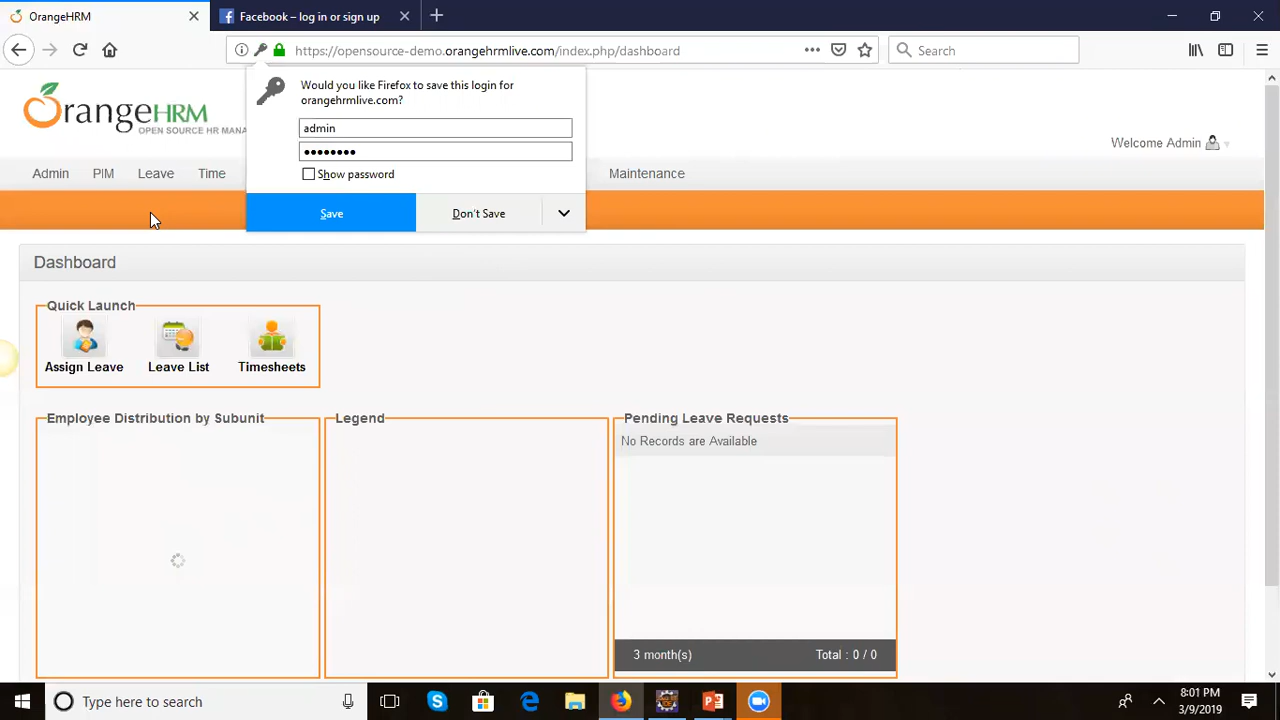 OrangeHRM
Facebook – log in or sign up
https://opensource-demo.orangehrmlive.com/index.php/dashboard
Search
Would you like Firefox to save this login for
orangehrmlive.com?
admin
••••••••
Show password
Save
Don't Save
OrangeHRM
OPEN SOURCE HR MANA
Welcome Admin
Admin
PIM
Leave
Time
Maintenance
Dashboard
Quick Launch
Assign Leave
Leave List
Timesheets
Employee Distribution by Subunit
Legend
Pending Leave Requests
No Records are Available
3 month(s)
Total : 0 / 0
Type here to search
8:01 PM
3/9/2019